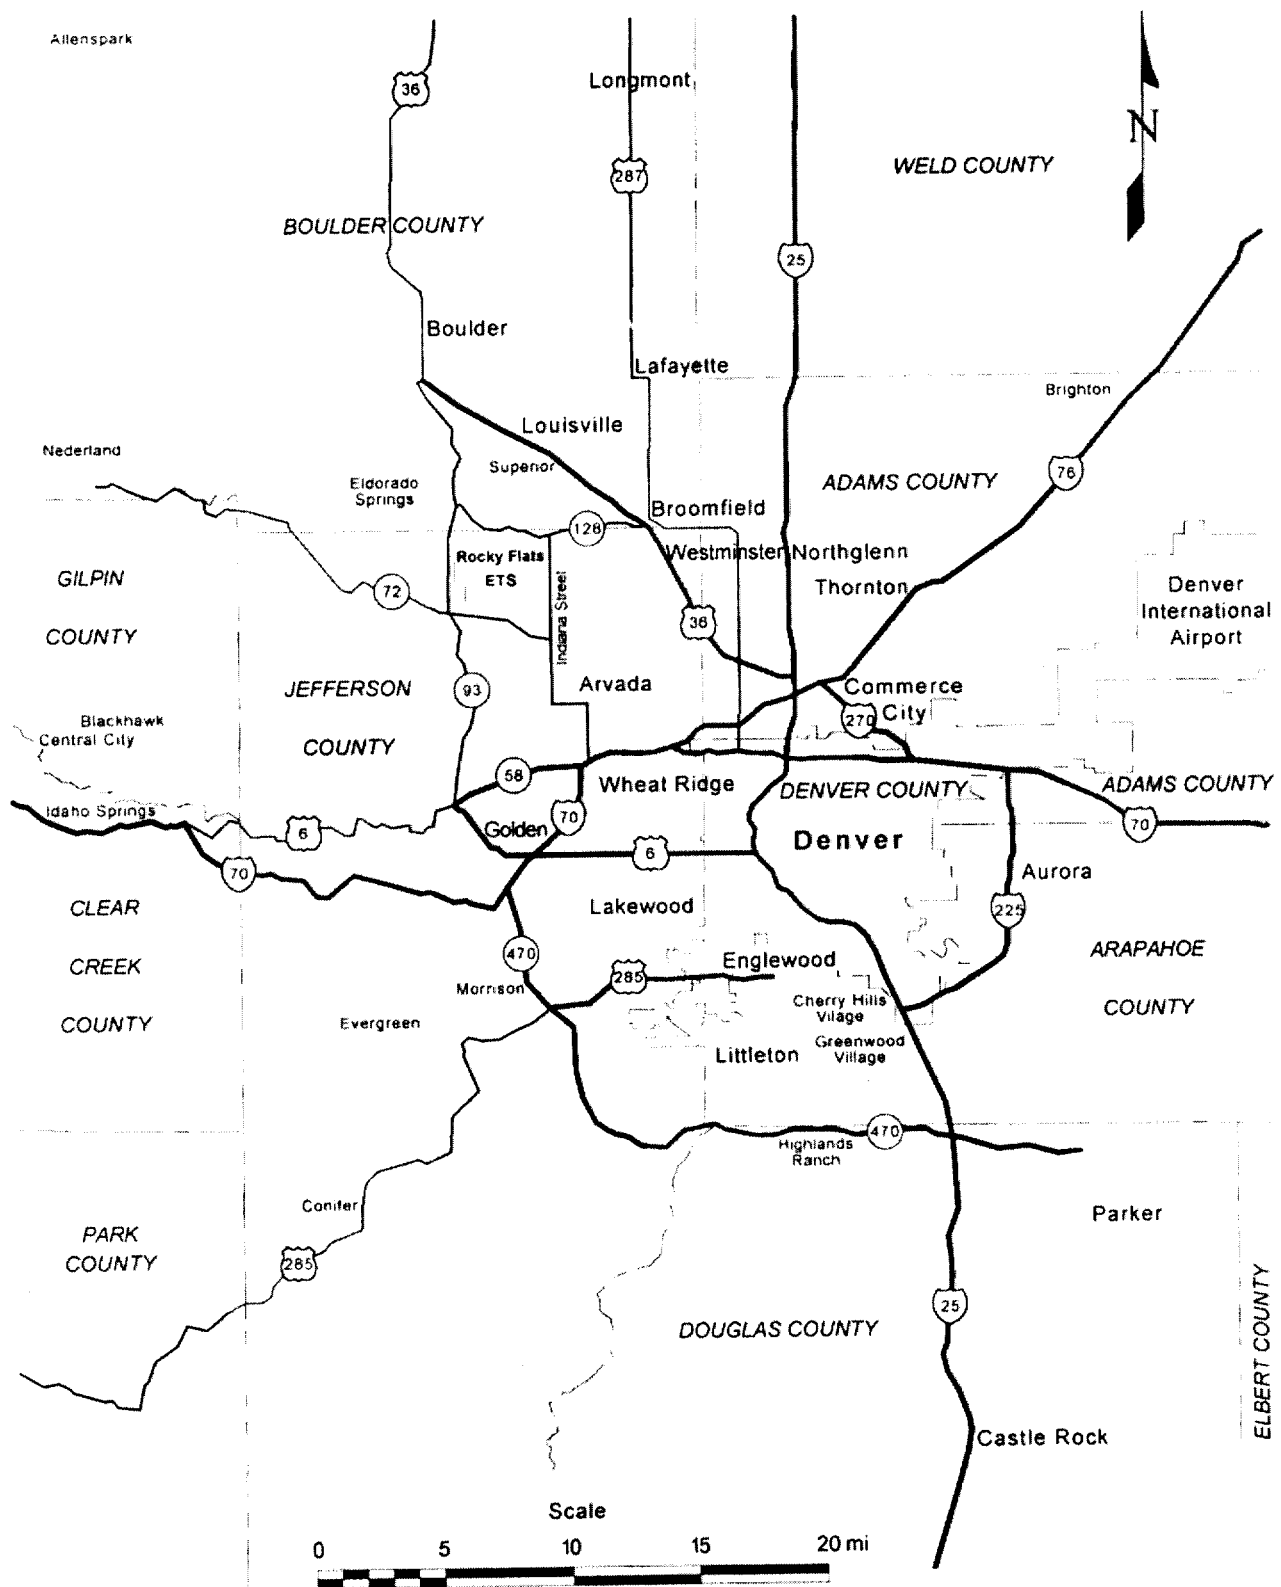 Allenspark
36
Longmont
N
287
WELD COUNTY
BOULDER COUNTY
25
Boulder
Lafayette
Brighton
Louisville
Nederland
Superior
76
Eldorado
Springs
ADAMS COUNTY
Broomfield
128
Rocky Flats
ETS
Westminster
Northglenn
GILPIN
COUNTY
72
Thornton
Denver
International
Airport
Indiana Street
36
JEFFERSON
COUNTY
93
Arvada
Commerce
City
270
Blackhawk
Central City
58
Wheat Ridge
DENVER COUNTY
ADAMS COUNTY
Idaho Springs
6
Golden
70
6
Denver
70
70
Aurora
CLEAR
CREEK
COUNTY
Lakewood
225
470
285
Englewood
ARAPAHOE
COUNTY
Morrison
Evergreen
Cherry Hills
Vilage
Greenwood
Village
Littleton
470
Highlands
Ranch
Conifer
Parker
PARK
COUNTY
285
25
DOUGLAS COUNTY
ELBERT COUNTY
Castle Rock
Scale
0 5 10 15 20 mi